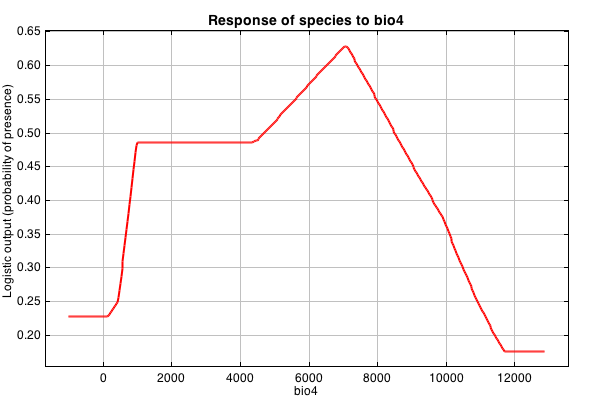 Response of species to bio4
Logistic output (probability of presence)
0.65
0.60
0.55
0.50
0.45
0.40
0.35
0.30
0.25
0.20
0 2000 4000 6000 8000 10000 12000
bio4